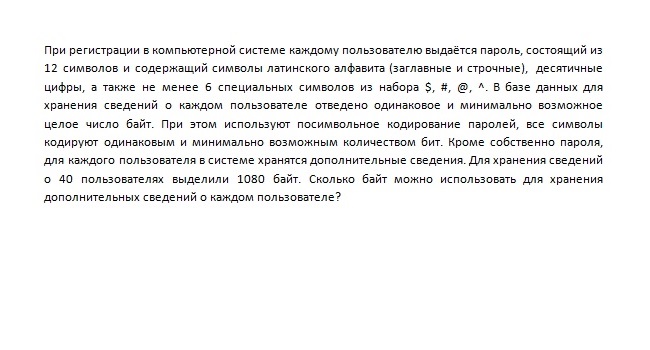 При регистрации в компьютерной системе каждому пользователю выдаётся пароль, состоящий из
12 символов и содержащий символы латинского алфавита (заглавные и строчные), десятичные
цифры, а также не менее 6 специальных символов из набора $, #, @, ^. В базе данных для
хранения сведений о каждом пользователе отведено одинаковое и минимально возможное
целое число байт. При этом используют посимвольное кодирование паролей, все символы
кодируют одинаковым и минимально возможным количеством бит. Кроме собственно пароля,
для каждого пользователя в системе хранятся дополнительные сведения. Для хранения сведений
о 40 пользователях выделили 1080 байт. Сколько байт можно использовать для хранения
дополнительных сведений о каждом пользователе?